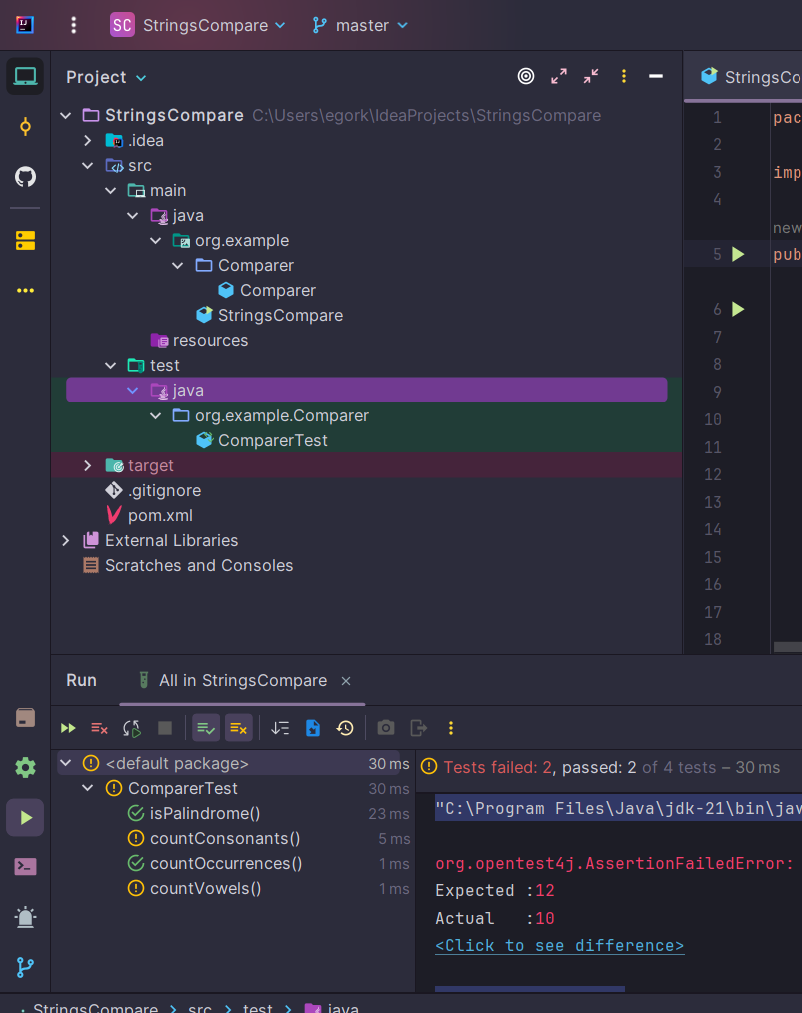 SC StringsCompare master
Project
StringsCompare C:\Users\egork\IdeaProjects\StringsCompare
.idea
src
main
java
org.example
Comparer
Comparer
StringsCompare
resources
test
java
org.example.Comparer
ComparerTest
target
.gitignore
pom.xml
External Libraries
Scratches and Consoles
StringsCo
1 pac
2
3 imp
4
new
5 pub
6
7
8
9
10
11
12
13
14
15
16
17
18
Run All in StringsCompare
<default package> 30 ms
ComparerTest 30 ms
isPalindrome() 23 ms
countConsonants() 5 ms
countOccurrences() 1 ms
countVowels() 1 ms
Tests failed: 2, passed: 2 of 4 tests – 30 ms
"C:\Program Files\Java\jdk-21\bin\jav
org.opentest4j.AssertionFailedError:
Expected :12
Actual :10
<Click to see difference>
StringsCompare > src > test > java